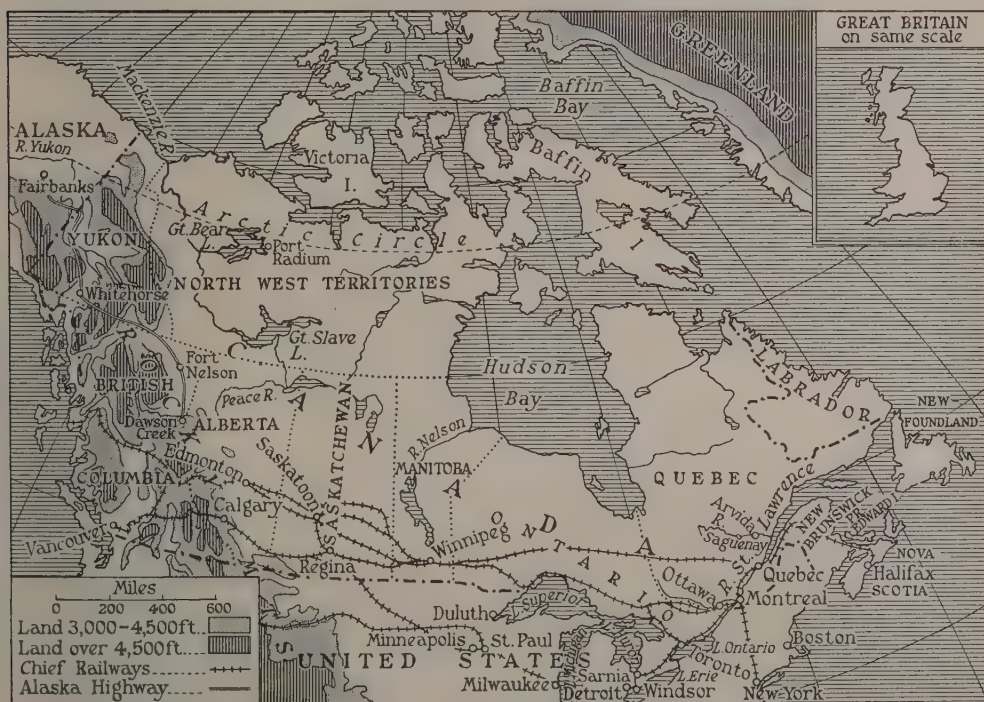 GREAT BRITAIN
on same scale
GREENLAND
Baffin
Bay
Mackenzie R.
ALASKA
R. Yukon
Fairbanks
YUKON
Whitehorse
Victoria
I.
Baffin
I.
Arctic Circle
Gt. Bear
L.
Port
Radium
NORTH WEST TERRITORIES
Gt. Slave
L.
Fort
Nelson
BRITISH
COLUMBIA
Peace R.
Dawson
Creek
ALBERTA
Edmonton
Saskatoon
SASKATCHEWAN
CANADA
Hudson
Bay
R. Nelson
MANITOBA
LABRADOR
NEW-
FOUNDLAND
QUEBEC
Arvida
R.
Saguenay
R. St. Lawrence
NEW
BRUNSWICK
PR.
EDWARD I.
NOVA
SCOTIA
Halifax
Calgary
Vancouver
Regina
Winnipeg
ONTARIO
Ottawa
Quebec
Montreal
Duluth
L. Superior
Minneapolis
St. Paul
UNITED STATES
Milwaukee
L. Michigan
Sarnia
Detroit
Windsor
L. Erie
L. Ontario
Toronto
Boston
New York
Miles
0 200 400 600
Land 3,000-4,500ft.
Land over 4,500ft.
Chief Railways
Alaska Highway